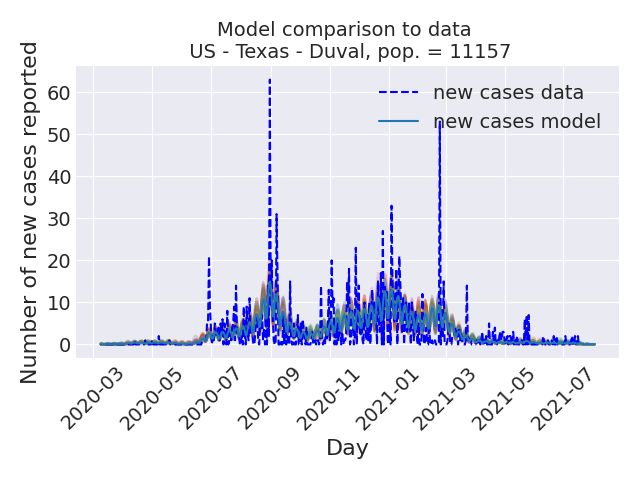 Model comparison to data
US - Texas - Duval, pop. = 11157
Number of new cases reported
60
50
40
30
20
10
0
new cases data
new cases model
2020-03
2020-05
2020-07
2020-09
2020-11
2021-01
2021-03
2021-05
2021-07
Day